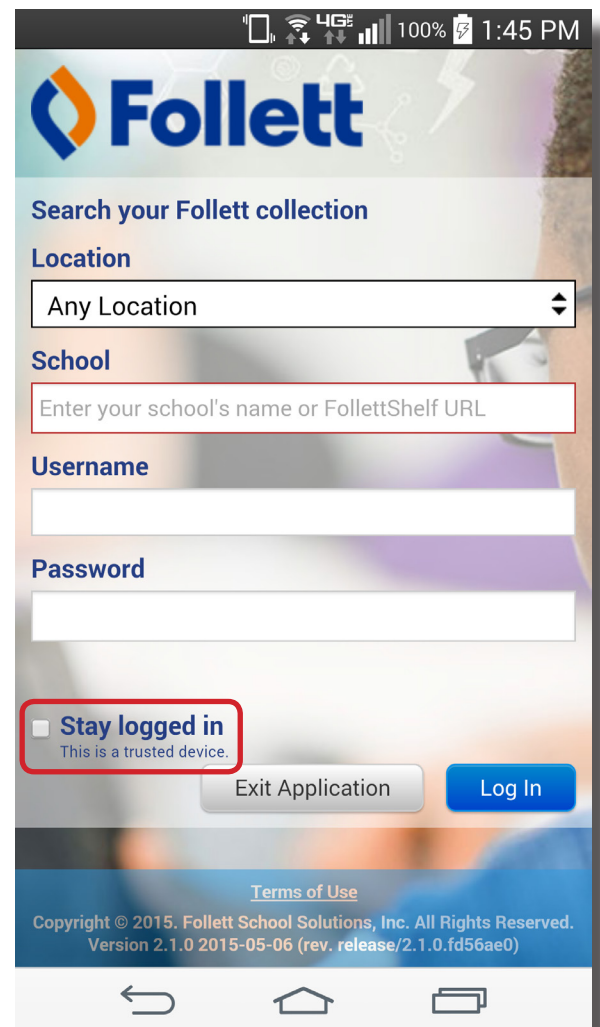 4G LTE 100% 1:45 PM
Follett
Search your Follett collection
Location
Any Location
School
Enter your school's name or FollettShelf URL
Username
Password
Stay logged in
This is a trusted device.
Exit Application Log In
Terms of Use
Copyright © 2015. Follett School Solutions, Inc. All Rights Reserved.
Version 2.1.0 2015-05-06 (rev. release/2.1.0.fd56ae0)